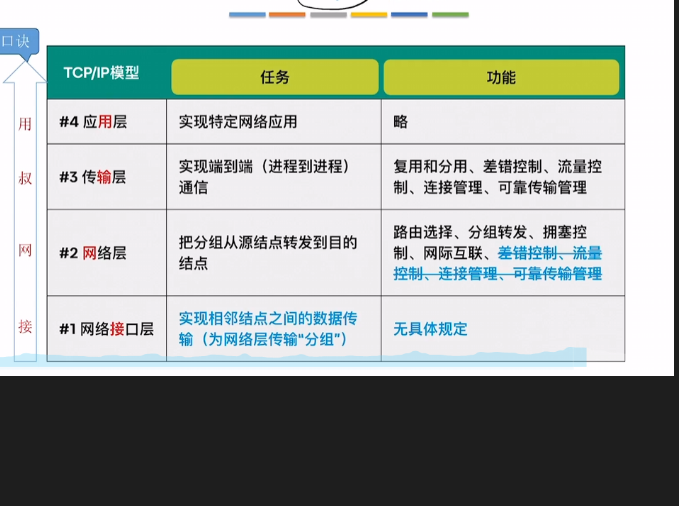 口诀
TCP/IP模型
任务
功能
用
#4 应用层
实现特定网络应用
略
叔
#3 传输层
实现端到端（进程到进程）
通信
复用和分用、差错控制、流量控
制、连接管理、可靠传输管理
网
#2 网络层
把分组从源结点转发到目的
结点
路由选择、分组转发、拥塞控
制、网际互联、差错控制、流量
控制、连接管理、可靠传输管理
接
#1 网络接口层
实现相邻结点之间的数据传
输（为网络层传输“分组”）
无具体规定